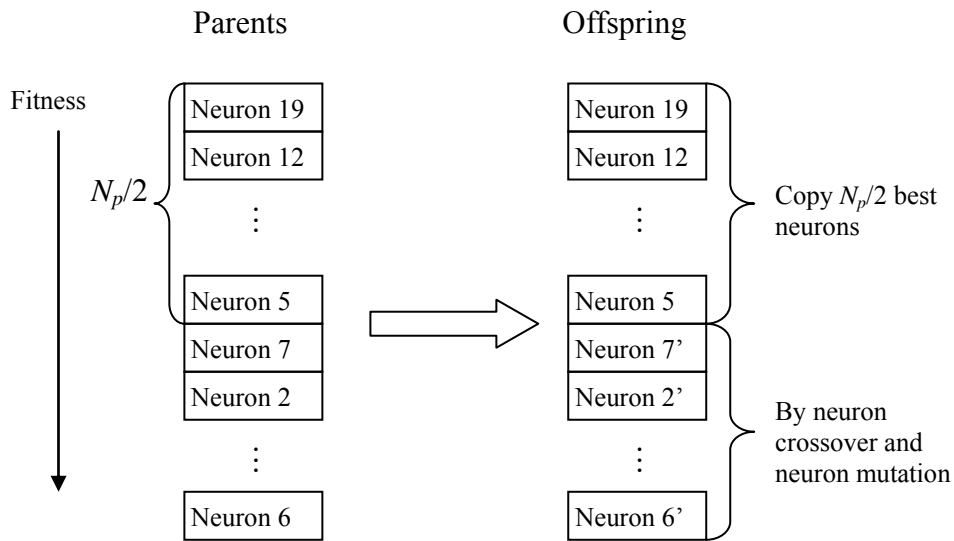 Parents
Offspring
Fitness
Neuron 19
Neuron 12
⋮
Neuron 5
Neuron 7
Neuron 2
⋮
Neuron 6
N_p/2
Neuron 19
Neuron 12
⋮
Neuron 5
Neuron 7’
Neuron 2’
⋮
Neuron 6’
Copy N_p/2 best
neurons
By neuron
crossover and
neuron mutation